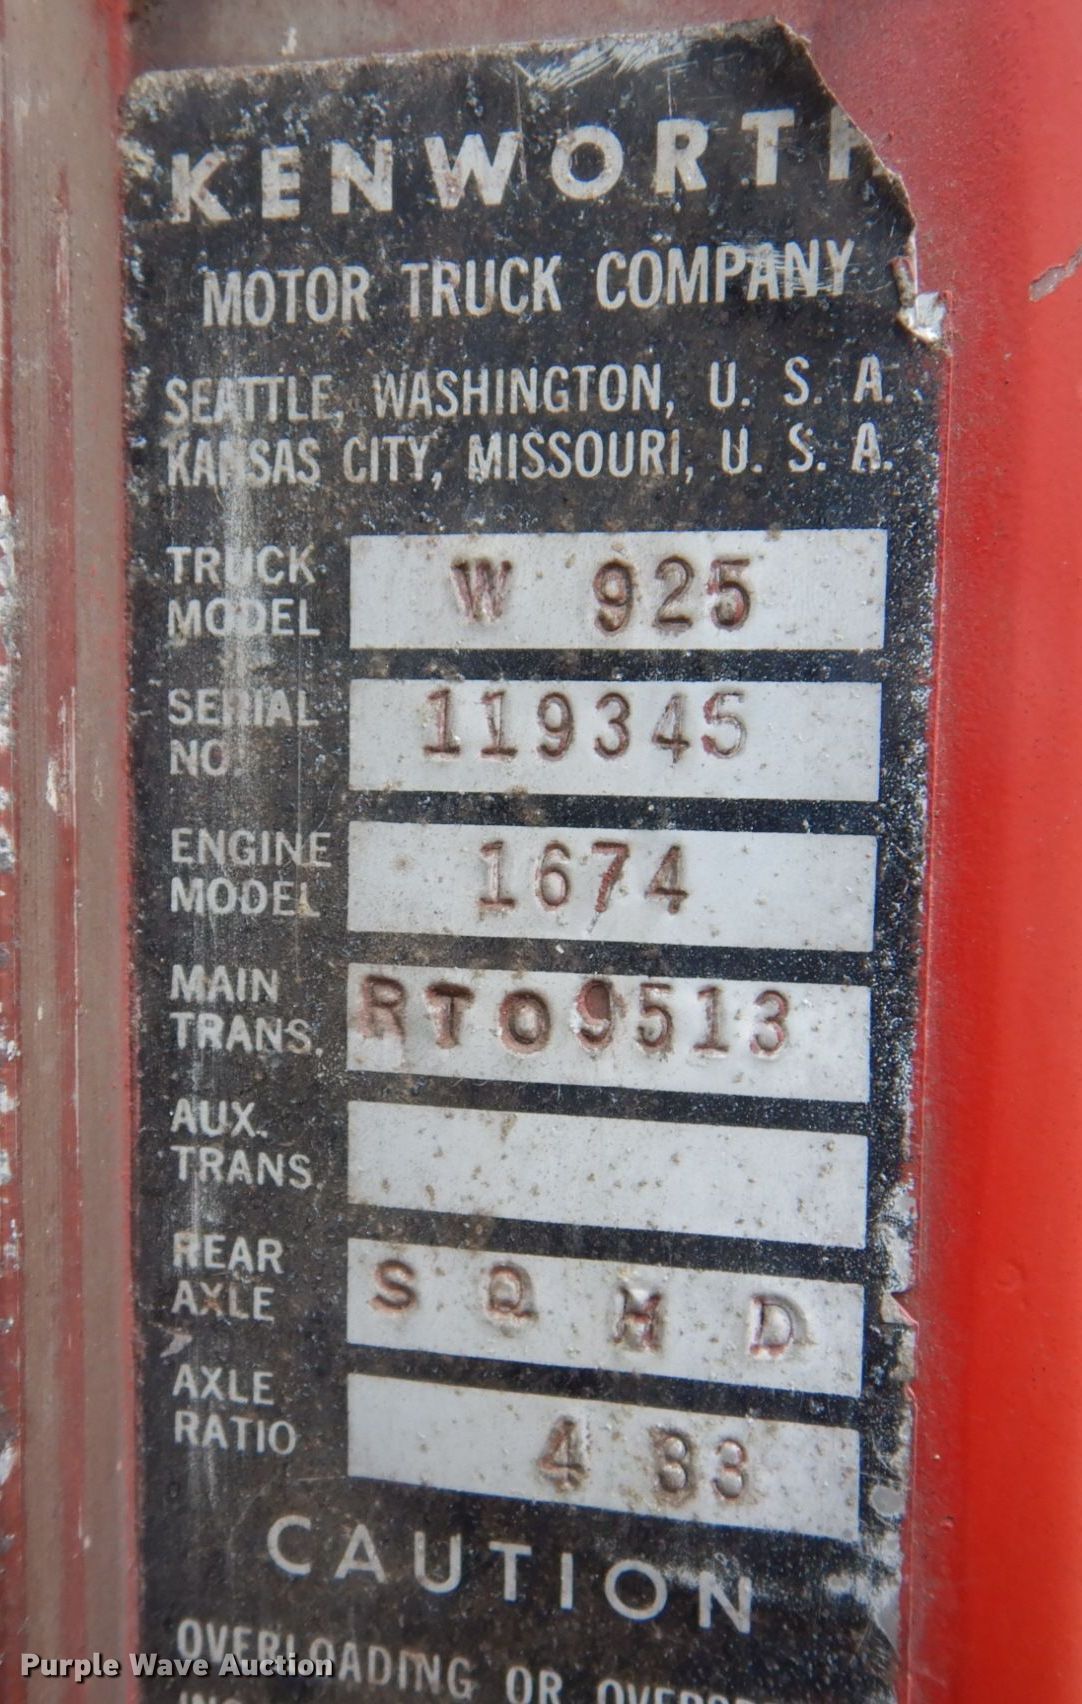 KENWORTH
MOTOR TRUCK COMPANY
SEATTLE, WASHINGTON, U. S. A.
KANSAS CITY, MISSOURI, U. S. A.
TRUCK MODEL W 925
SERIAL NO. 119345
ENGINE MODEL 1674
MAIN TRANS. RTO9513
AUX. TRANS.
REAR AXLE S Q H D
AXLE RATIO 4 33
CAUTION
OVERLOADING OR
Purple Wave Auction